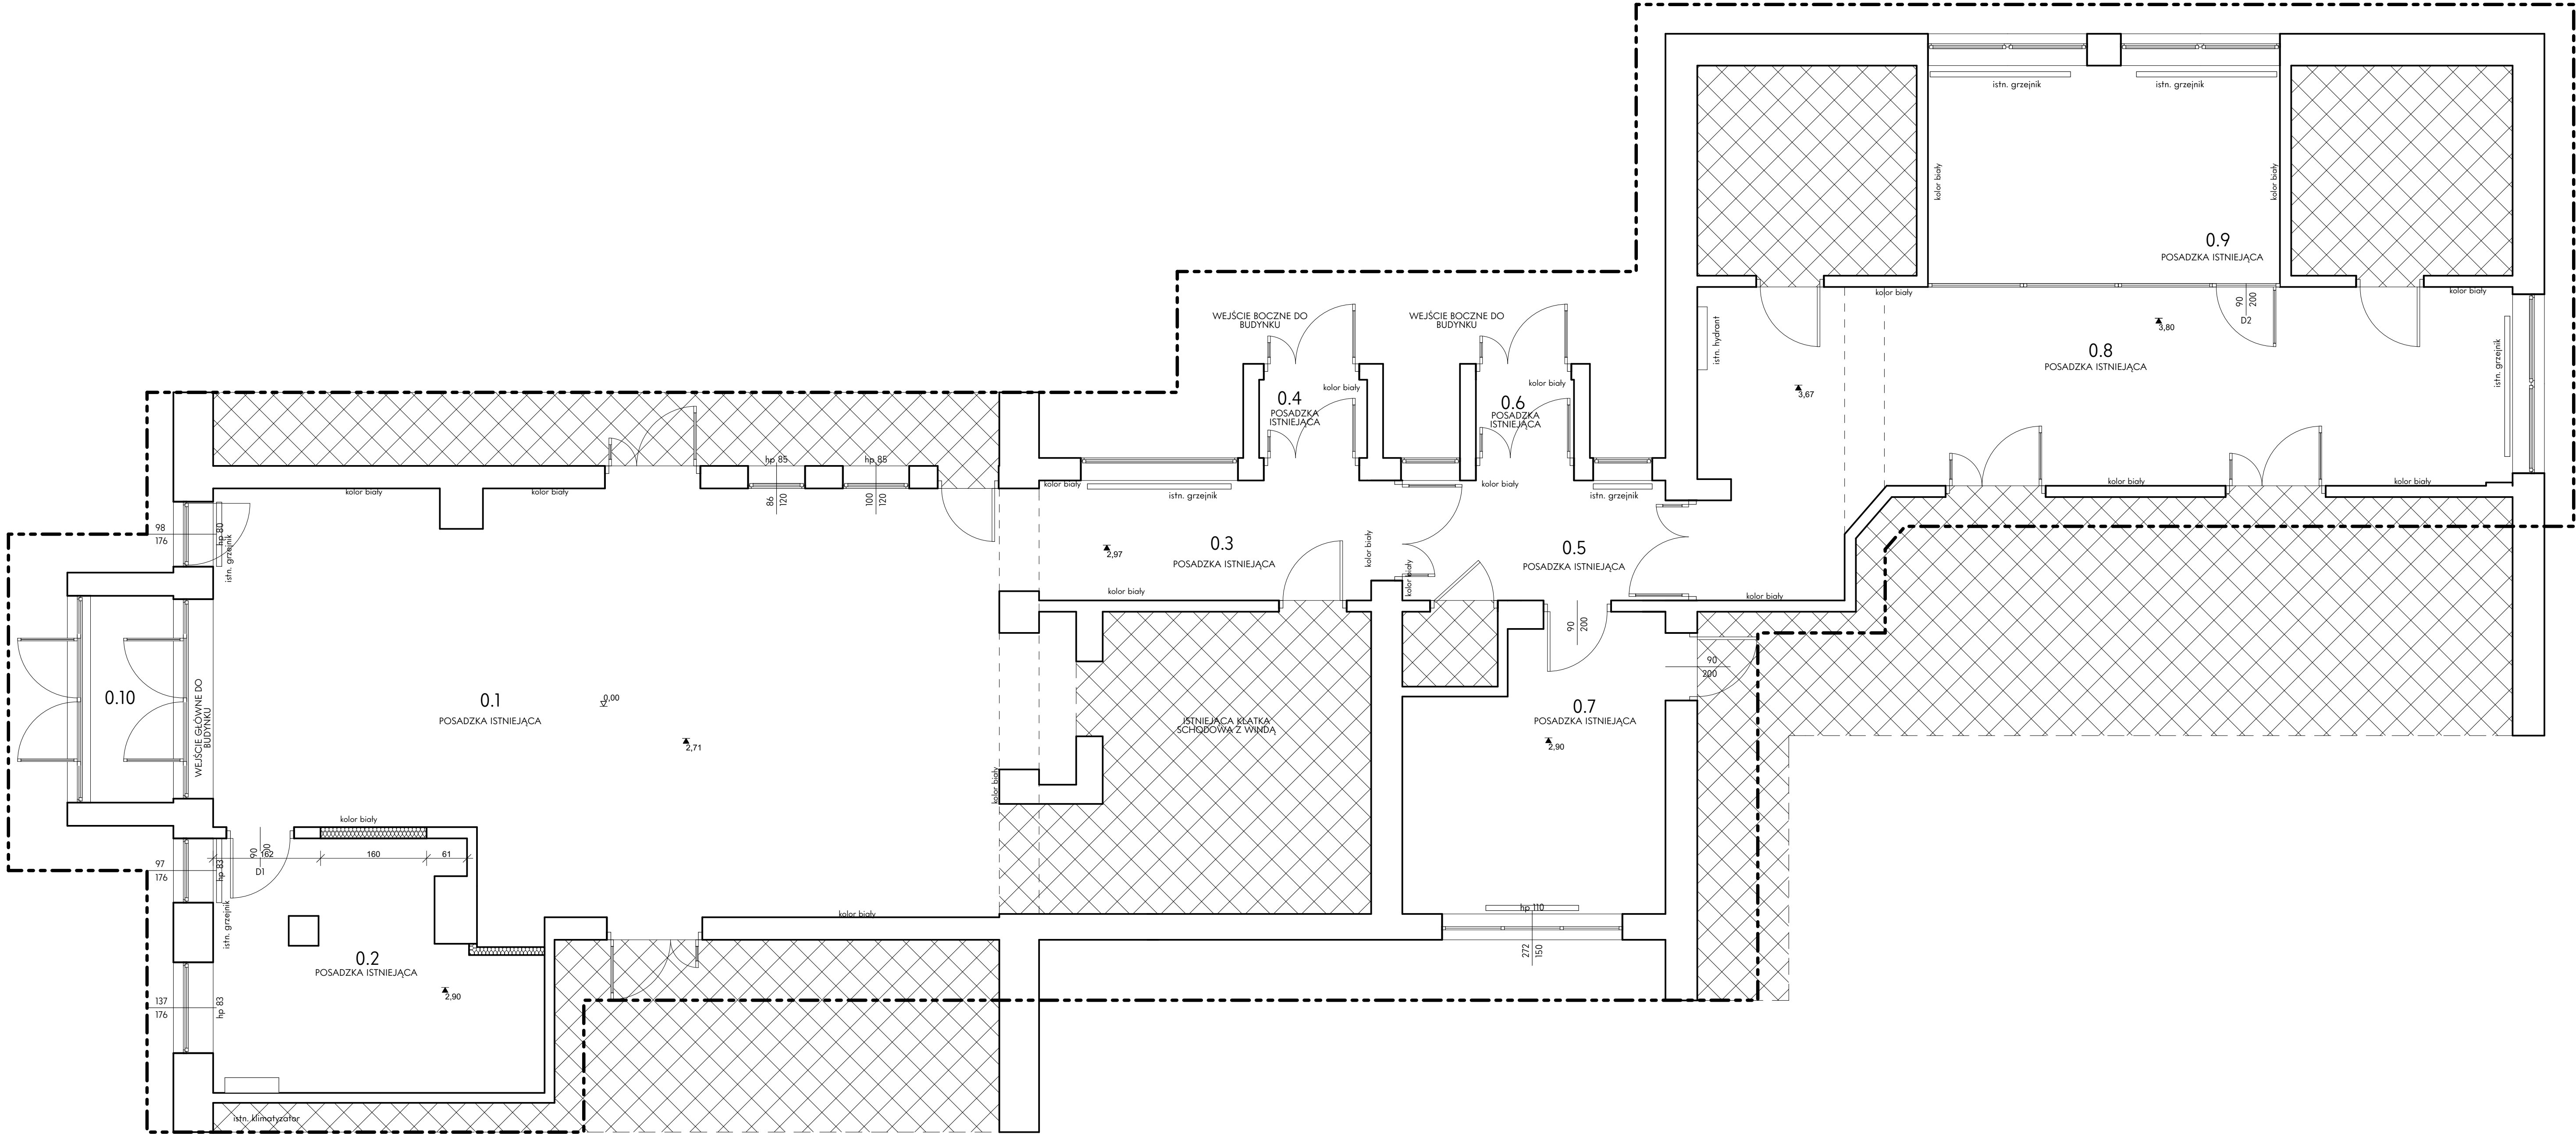 istn. grzejnik
istn. grzejnik
kolor biały
kolor biały
0.9
POSADZKA ISTNIEJĄCA
kolor biały
kolor biały
90
200
D2
istn. hydrant
3,80
0.8
POSADZKA ISTNIEJĄCA
istn. grzejnik
3,67
WEJŚCIE BOCZNE DO
BUDYNKU
WEJŚCIE BOCZNE DO
BUDYNKU
kolor biały
0.4
POSADZKA
ISTNIEJĄCA
kolor biały
0.6
POSADZKA
ISTNIEJĄCA
hp 85
hp 85
86
120
100
120
kolor biały
kolor biały
kolor biały
istn. grzejnik
kolor biały
istn. grzejnik
kolor biały
kolor biały
98
176
hp 80
istn. grzejnik
2,97
0.3
POSADZKA ISTNIEJĄCA
kolor biały
kolor biały
kolor biały
0.5
POSADZKA ISTNIEJĄCA
kolor biały
90
200
90
200
0.10
WEJŚCIE GŁÓWNE DO
BUDYNKU
0.1
POSADZKA ISTNIEJĄCA
0,00
2,71
ISTNIEJĄCA KLATKA
SCHODOWA Z WINDĄ
kolor biały
0.7
POSADZKA ISTNIEJĄCA
2,90
kolor biały
97
176
hp 83
90
D1
162
160
61
istn. grzejnik
kolor biały
hp 110
272
150
0.2
POSADZKA ISTNIEJĄCA
2,90
137
176
hp 83
istn. klimatyzator